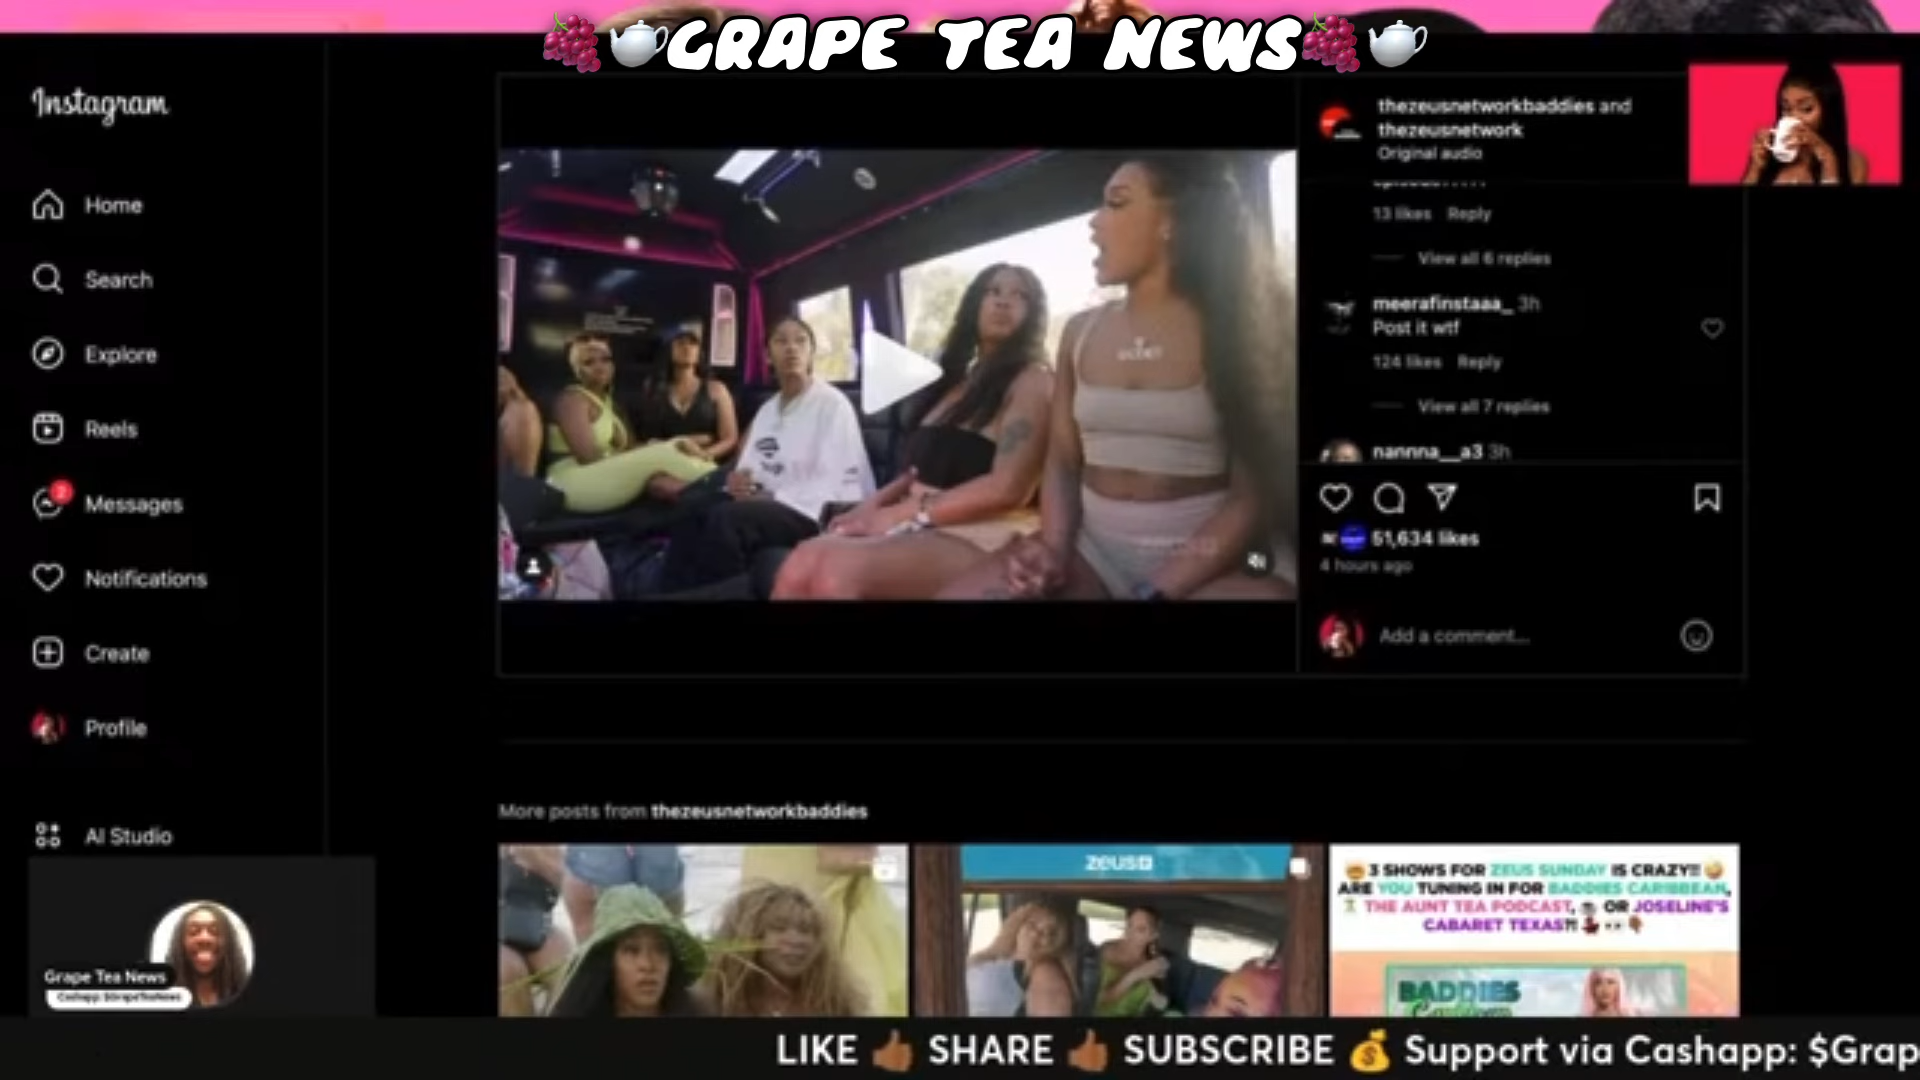 GRAPE TEA NEWS
Instagram
Home
Search
Explore
Reels
2
Messages
Notifications
Create
Profile
AI Studio
thezeusnetworkbaddies and
thezeusnetwork
Original audio
13 likes Reply
View all 6 replies
meerafinstaaa_ 3h
Post it wtf
124 likes Reply
View all 7 replies
nannna__a3 3h
51,634 likes
4 hours ago
Add a comment...
More posts from thezeusnetworkbaddies
zeus
3 SHOWS FOR ZEUS SUNDAY IS CRAZY!!
ARE YOU TUNING IN FOR BADDIES CARIBBEAN,
THE AUNT TEA PODCAST, OR JOSELINE'S
CABARET TEXAS?!
BADDIES
Grape Tea News
Cashapp: $GrapeTeaNews
LIKE 👍🏾 SHARE 👍🏾 SUBSCRIBE 💰 Support via Cashapp: $Grap